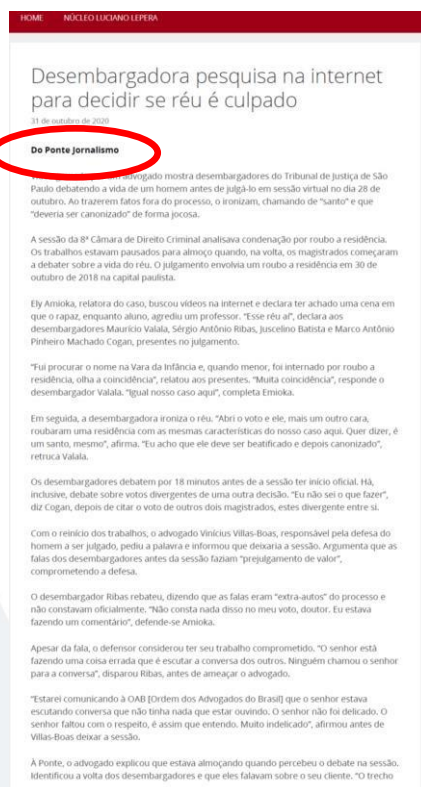 HOME NÚCLEO LUCIANO LEPERA
Desembargadora pesquisa na internet
para decidir se réu é culpado
31 de outubro de 2020
Do Ponte Jornalismo
advogado mostra desembargadores do Tribunal de Justiça de São
Paulo debatendo a vida de um homem antes de julgá-lo em sessão virtual no dia 28 de
outubro. Ao trazerem fatos fora do processo, o ironizam, chamando de "santo" e que
"deveria ser canonizado" de forma jocosa.
A sessão da 8ª Câmara de Direito Criminal analisava condenação por roubo a residência.
Os trabalhos estavam pausados para almoço quando, na volta, os magistrados começaram
a debater sobre a vida do réu. O julgamento envolvia um roubo a residência em 30 de
outubro de 2018 na capital paulista.
Ely Amioka, relatora do caso, buscou vídeos na internet e declara ter achado uma cena em
que o rapaz, enquanto aluno, agrediu um professor. "Esse réu aí", declara aos
desembargadores Maurício Valala, Sérgio Antônio Ribas, Juscelino Batista e Marco Antônio
Pinheiro Machado Cogan, presentes no julgamento.
"Fui procurar o nome na Vara da Infância e, quando menor, foi internado por roubo a
residência, olha a coincidência", relatou aos presentes. "Muita coincidência", responde o
desembargador Valala. "Igual nosso caso aqui", completa Emioka.
Em seguida, a desembargadora ironiza o réu. "Abri o voto e ele, mais um outro cara,
roubaram uma residência com as mesmas características do nosso caso aqui. Quer dizer, é
um santo, mesmo", afirma. "Eu acho que ele deve ser beatificado e depois canonizado",
retruca Valala.
Os desembargadores debatem por 18 minutos antes de a sessão ter início oficial. Há,
inclusive, debate sobre votos divergentes de uma outra decisão. "Eu não sei o que fazer",
diz Cogan, depois de citar o voto de outros dois magistrados, estes divergente entre si.
Com o reinício dos trabalhos, o advogado Vinícius Villas-Boas, responsável pela defesa do
homem a ser julgado, pediu a palavra e informou que deixaria a sessão. Argumenta que as
falas dos desembargadores antes da sessão faziam "prejulgamento de valor",
comprometendo a defesa.
O desembargador Ribas rebateu, dizendo que as falas eram "extra-autos" do processo e
não constavam oficialmente. "Não consta nada disso no meu voto, doutor. Eu estava
fazendo um comentário", defende-se Amioka.
Apesar da fala, o defensor considerou ter seu trabalho comprometido. "O senhor está
fazendo uma coisa errada que é escutar a conversa dos outros. Ninguém chamou o senhor
para a conversa", disparou Ribas, antes de ameaçar o advogado.
"Estarei comunicando à OAB [Ordem dos Advogados do Brasil] que o senhor estava
escutando conversa que não tinha nada que estar ouvindo. O senhor não foi delicado. O
senhor faltou com o respeito, é assim que entendo. Muito indelicado", afirmou antes de
Villas-Boas deixar a sessão.
À Ponte, o advogado explicou que estava almoçando quando percebeu o debate na sessão.
Identificou a volta dos desembargadores e que eles falavam sobre o seu cliente. "O trecho